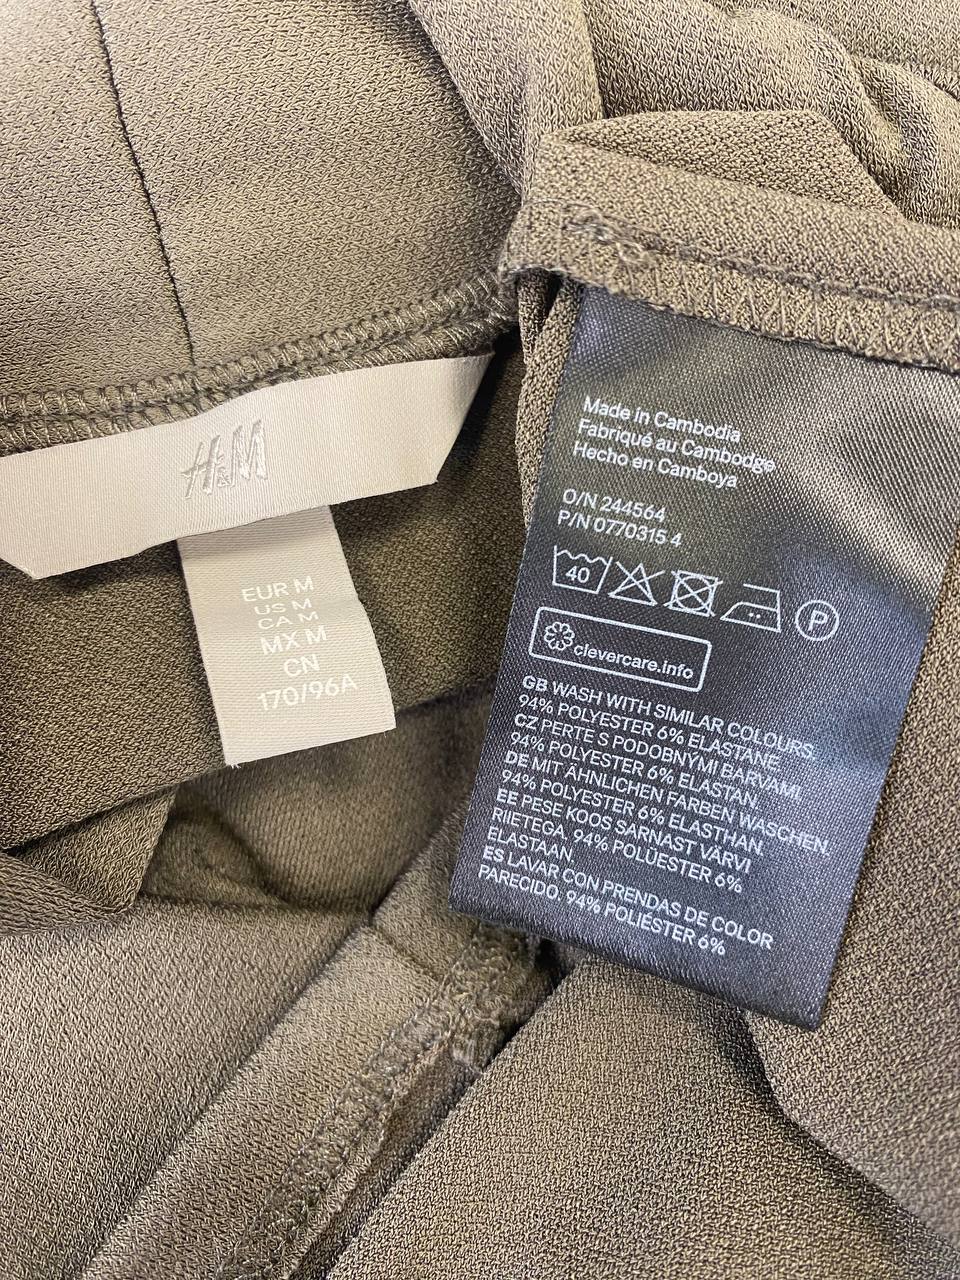 H&M
EUR M
US M
CA M
MX M
CN
170/96A
Made in Cambodia
Fabriqué au Cambodge
Hecho en Camboya
O/N 244564
P/N 0770315 4
40
P
clevercare.info
GB WASH WITH SIMILAR COLOURS.
94% POLYESTER 6% ELASTANE
CZ PERTE S PODOBNÝMI BARVAMI.
94% POLYESTER 6% ELASTAN.
DE MIT ÄHNLICHEN FARBEN WASCHEN.
94% POLYESTER 6% ELASTHAN.
EE PESE KOOS SARNAST VÄRVI
RIIETEGA. 94% POLÜESTER 6%
ELASTAAN.
ES LAVAR CON PRENDAS DE COLOR
PARECIDO. 94% POLIÉSTER 6%